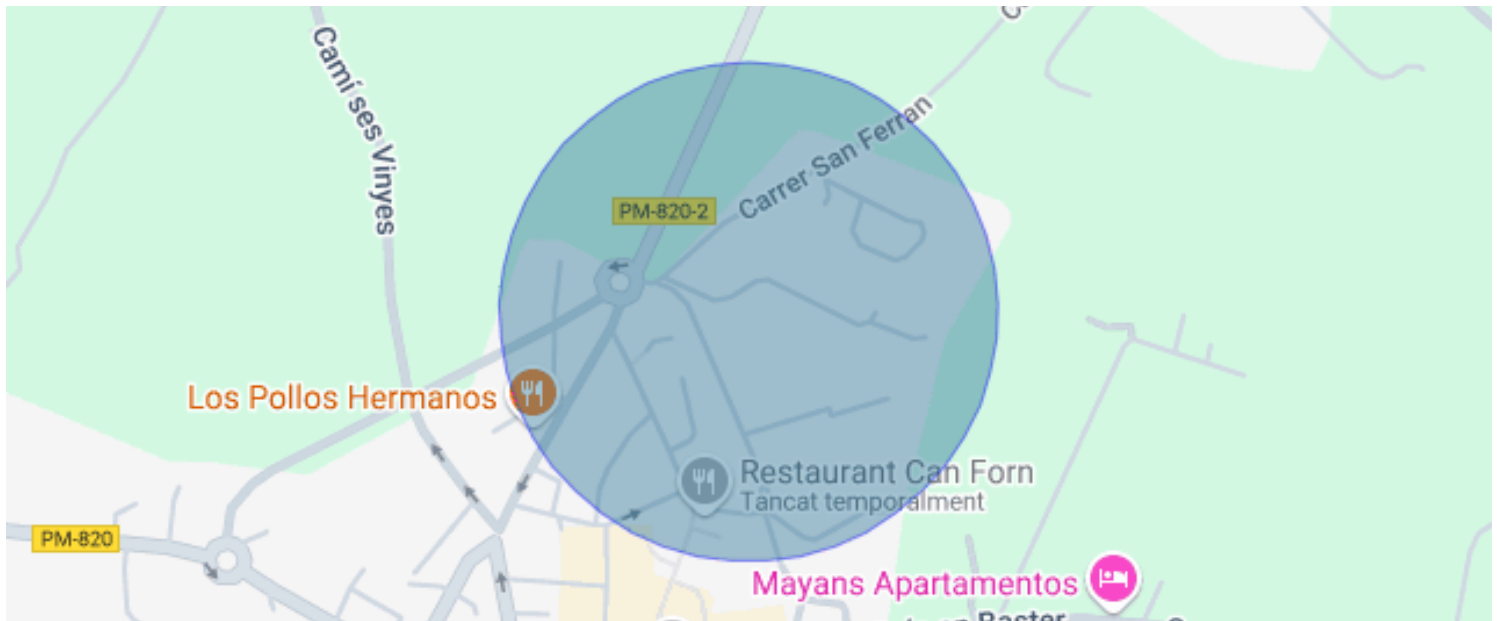 Camí ses Vinyes
Carrer San Ferran
PM-820-2
Los Pollos Hermanos
Restaurant Can Forn
Tancat temporalment
PM-820
Mayans Apartamentos
Baster